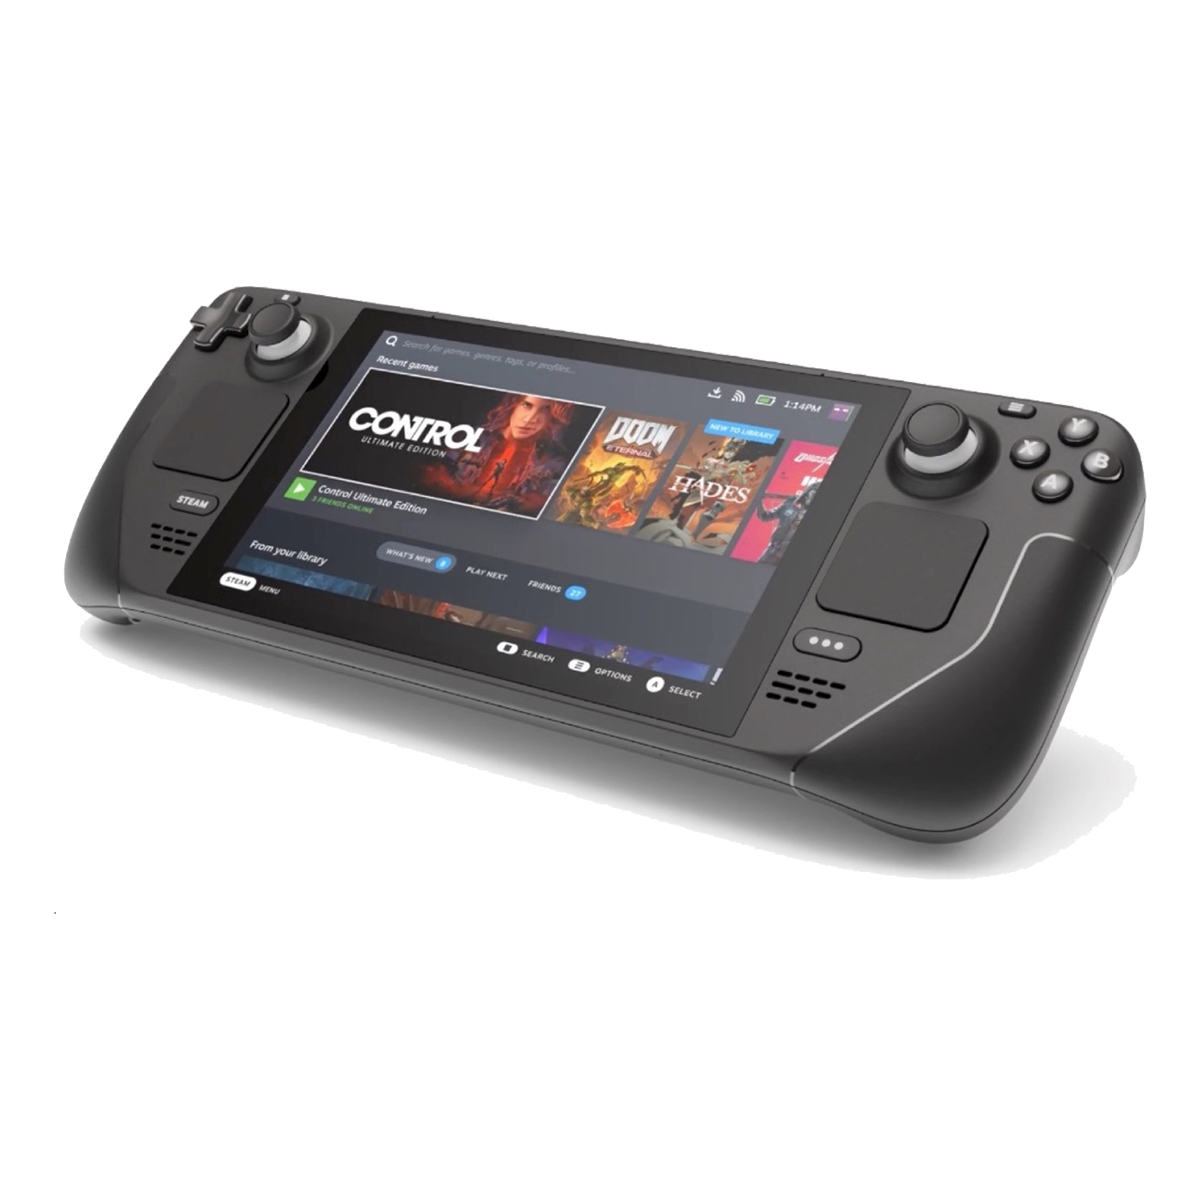 Search for games, genres, tags, or profiles...
1:14PM
Recent games
CONTROL
ULTIMATE EDITION
DOOM
ETERNAL
NEW TO LIBRARY
HADES
Control Ultimate Edition
3 FRIENDS ONLINE
From your library
WHAT'S NEW 8
PLAY NEXT
FRIENDS 27
STEAM MENU
SEARCH
OPTIONS
A SELECT
STEAM
Y
X
B
A